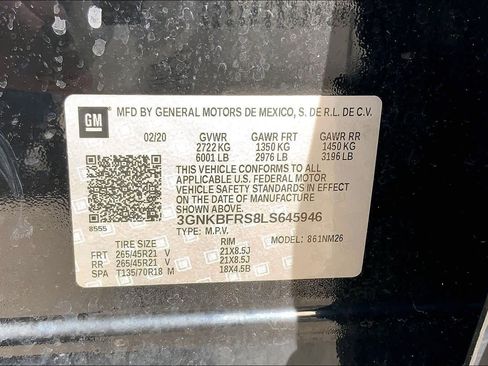 GM
MFD BY GENERAL MOTORS DE MEXICO, S. DE R.L. DE C.V.
02/20 GVWR GAWR FRT GAWR RR
2722 KG 1350 KG 1450 KG
6001 LB 2976 LB 3196 LB
THIS VEHICLE CONFORMS TO ALL
APPLICABLE U.S. FEDERAL MOTOR
VEHICLE SAFETY STANDARDS IN EFFECT
ON THE DATE OF MANUFACTURE SHOWN ABOVE.
3GNKBFRS8LS645946
8555
TYPE: M.P.V. MODEL: 861NM26
TIRE SIZE RIM
FRT 265/45R21 V 21X8.5J
RR 265/45R21 V 21X8.5J
SPA T135/70R18 M 18X4.5B